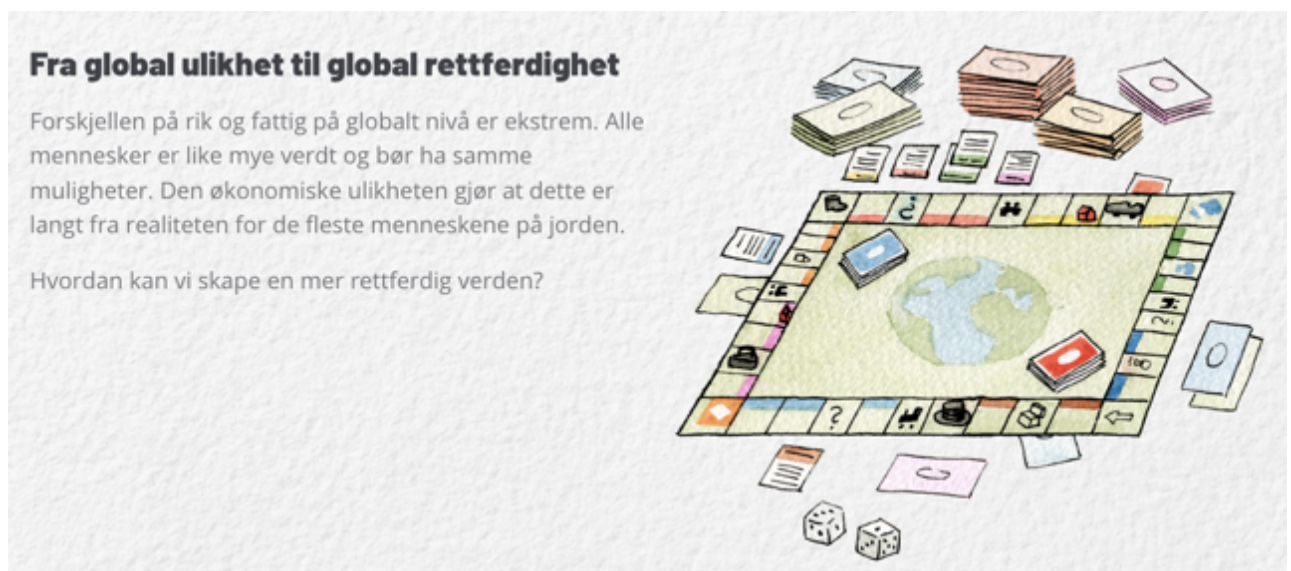 Fra global ulikhet til global rettferdighet
Forskjellen på rik og fattig på globalt nivå er ekstrem. Alle
mennesker er like mye verdt og bør ha samme
muligheter. Den økonomiske ulikheten gjør at dette er
langt fra realiteten for de fleste menneskene på jorden.
Hvordan kan vi skape en mer rettferdig verden?
?
100
?
?